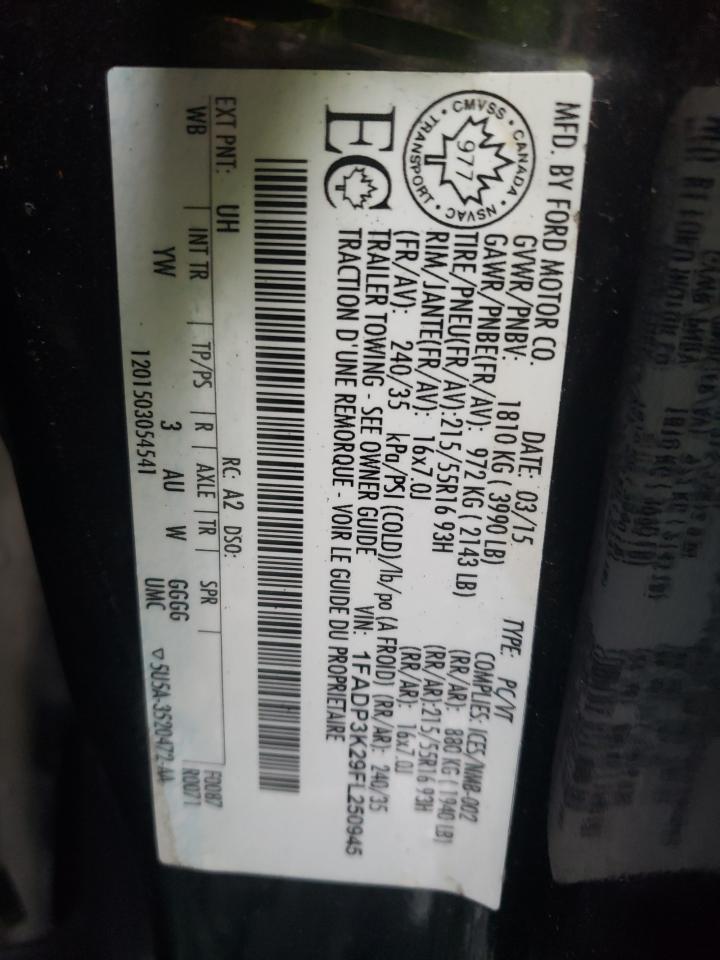 MFD. BY FORD MOTOR CO.
DATE: 03/15 TYPE: PC/VT
GVWR/PNBV: 1810 KG ( 3990 LB) COMPLIES: ICES/NMB-002
GAWR/PNBE(FR/AV): 972 KG ( 2143 LB) (RR/AR): 880 KG ( 1940 LB)
TIRE/PNEU(FR/AV):215/55R16 93H (RR/AR):215/55R16 93H
RIM/JANTE(FR/AV): 16x7.0J (RR/AR): 16x7.0J
(FR/AV): 240/35 kPa/PSI (COLD)/lb/po (A FROID) (RR/AR): 240/35
TRAILER TOWING - SEE OWNER GUIDE VIN: 1FADP3K29FL250945
TRACTION D'UNE REMORQUE - VOIR LE GUIDE DU PROPRIETAIRE
CMVSS · CANADA · NSVAC · TRANSPORT ·
977
EC
EXT PNT: UH RC: A2 DSO: F0087
WB INT TR TP/PS R AXLE TR SPR R0071
YW 3 AU W GGGG
UMC
1201503054541 ▽5U5A-3520472-AA